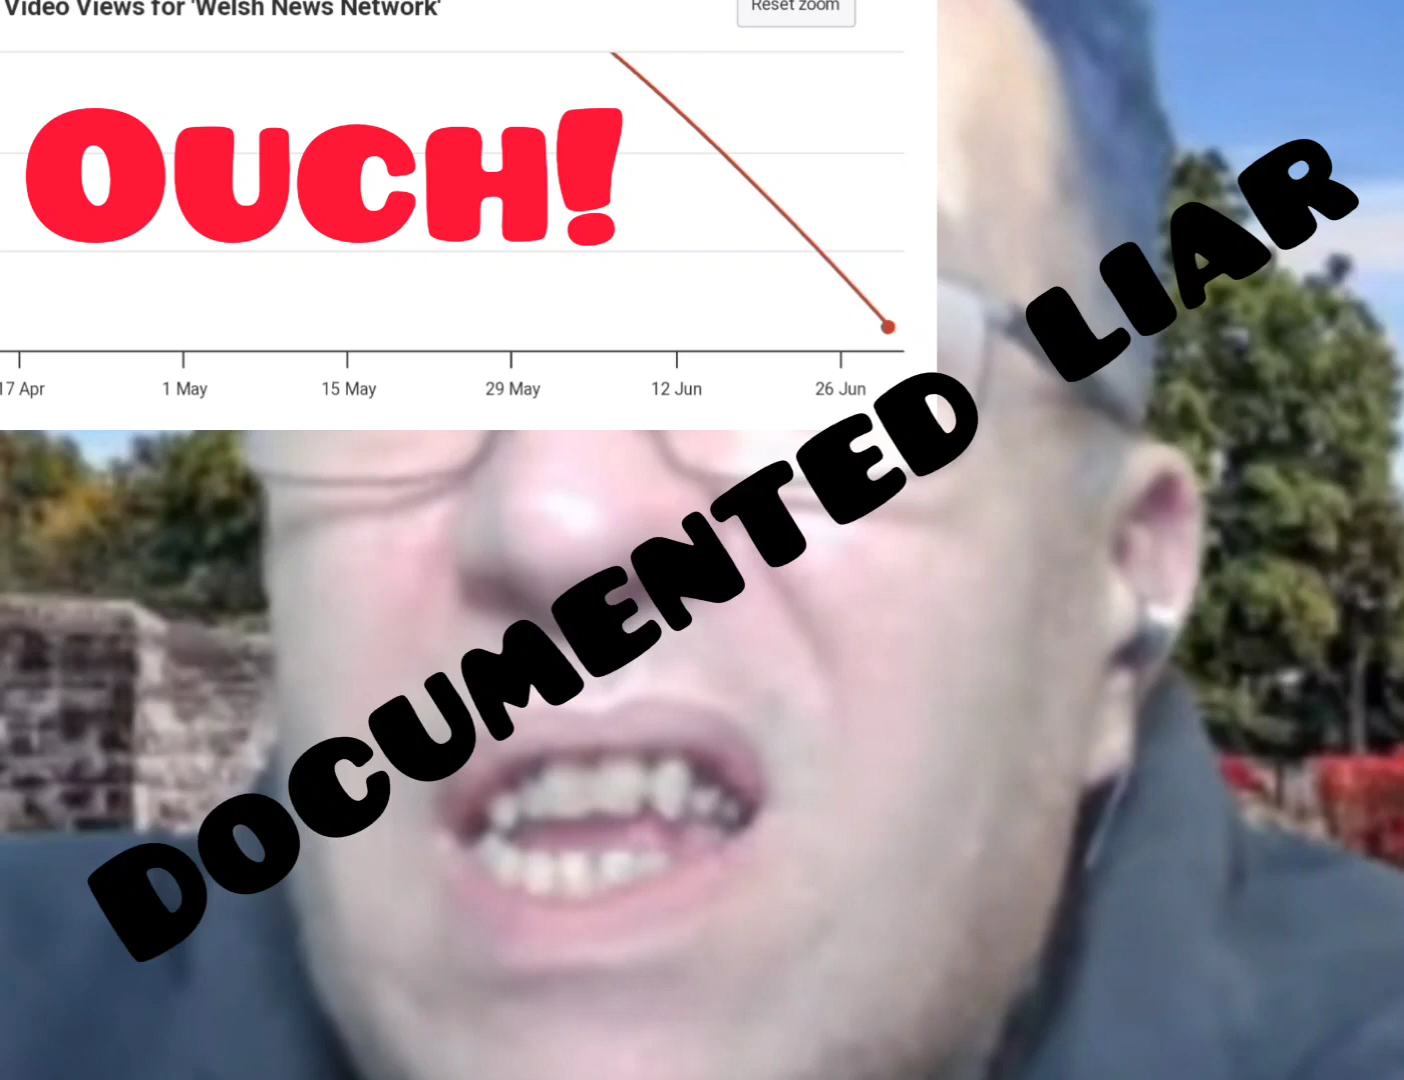 Video Views for 'Welsh News Network'
Reset zoom
OUCH!
17 Apr 1 May 15 May 29 May 12 Jun 26 Jun
DOCUMENTED LIAR